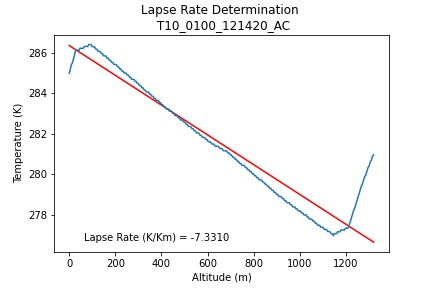 Lapse Rate Determination
T10_0100_121420_AC
286
284
282
280
278
Temperature (K)
Lapse Rate (K/Km) = -7.3310
0 200 400 600 800 1000 1200
Altitude (m)